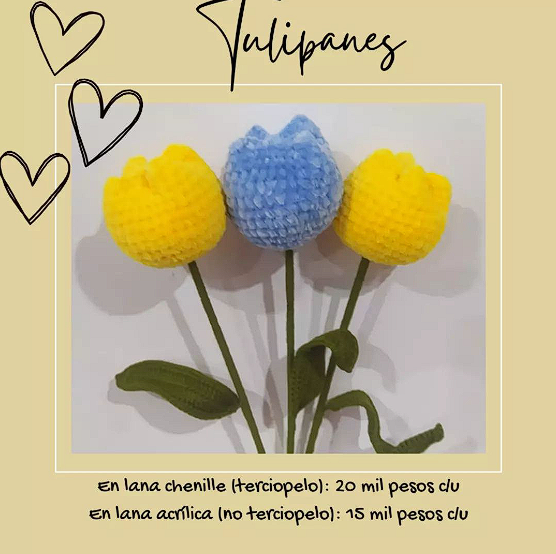 Tulipanes
En lana chenille (terciopelo): 20 mil pesos c/u
En lana acrílica (no terciopelo): 15 mil pesos c/u